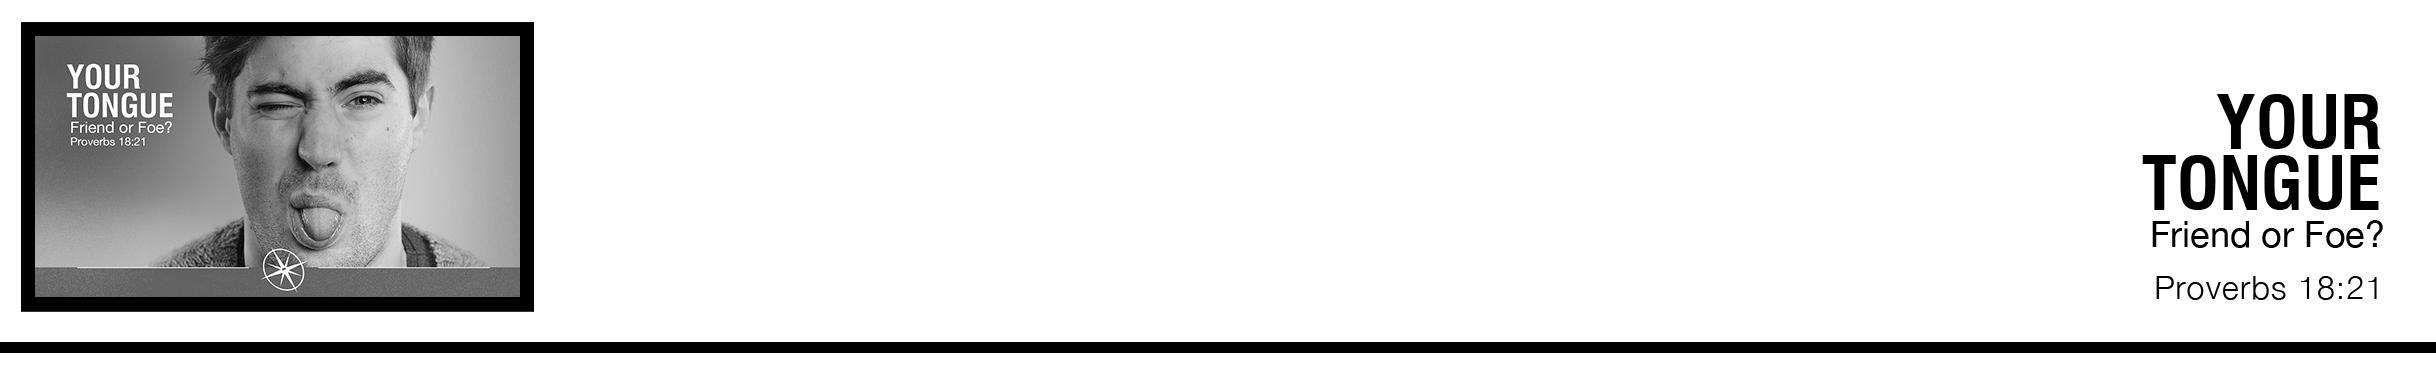 YOUR
TONGUE
Friend or Foe?
Proverbs 18:21
YOUR
TONGUE
Friend or Foe?
Proverbs 18:21